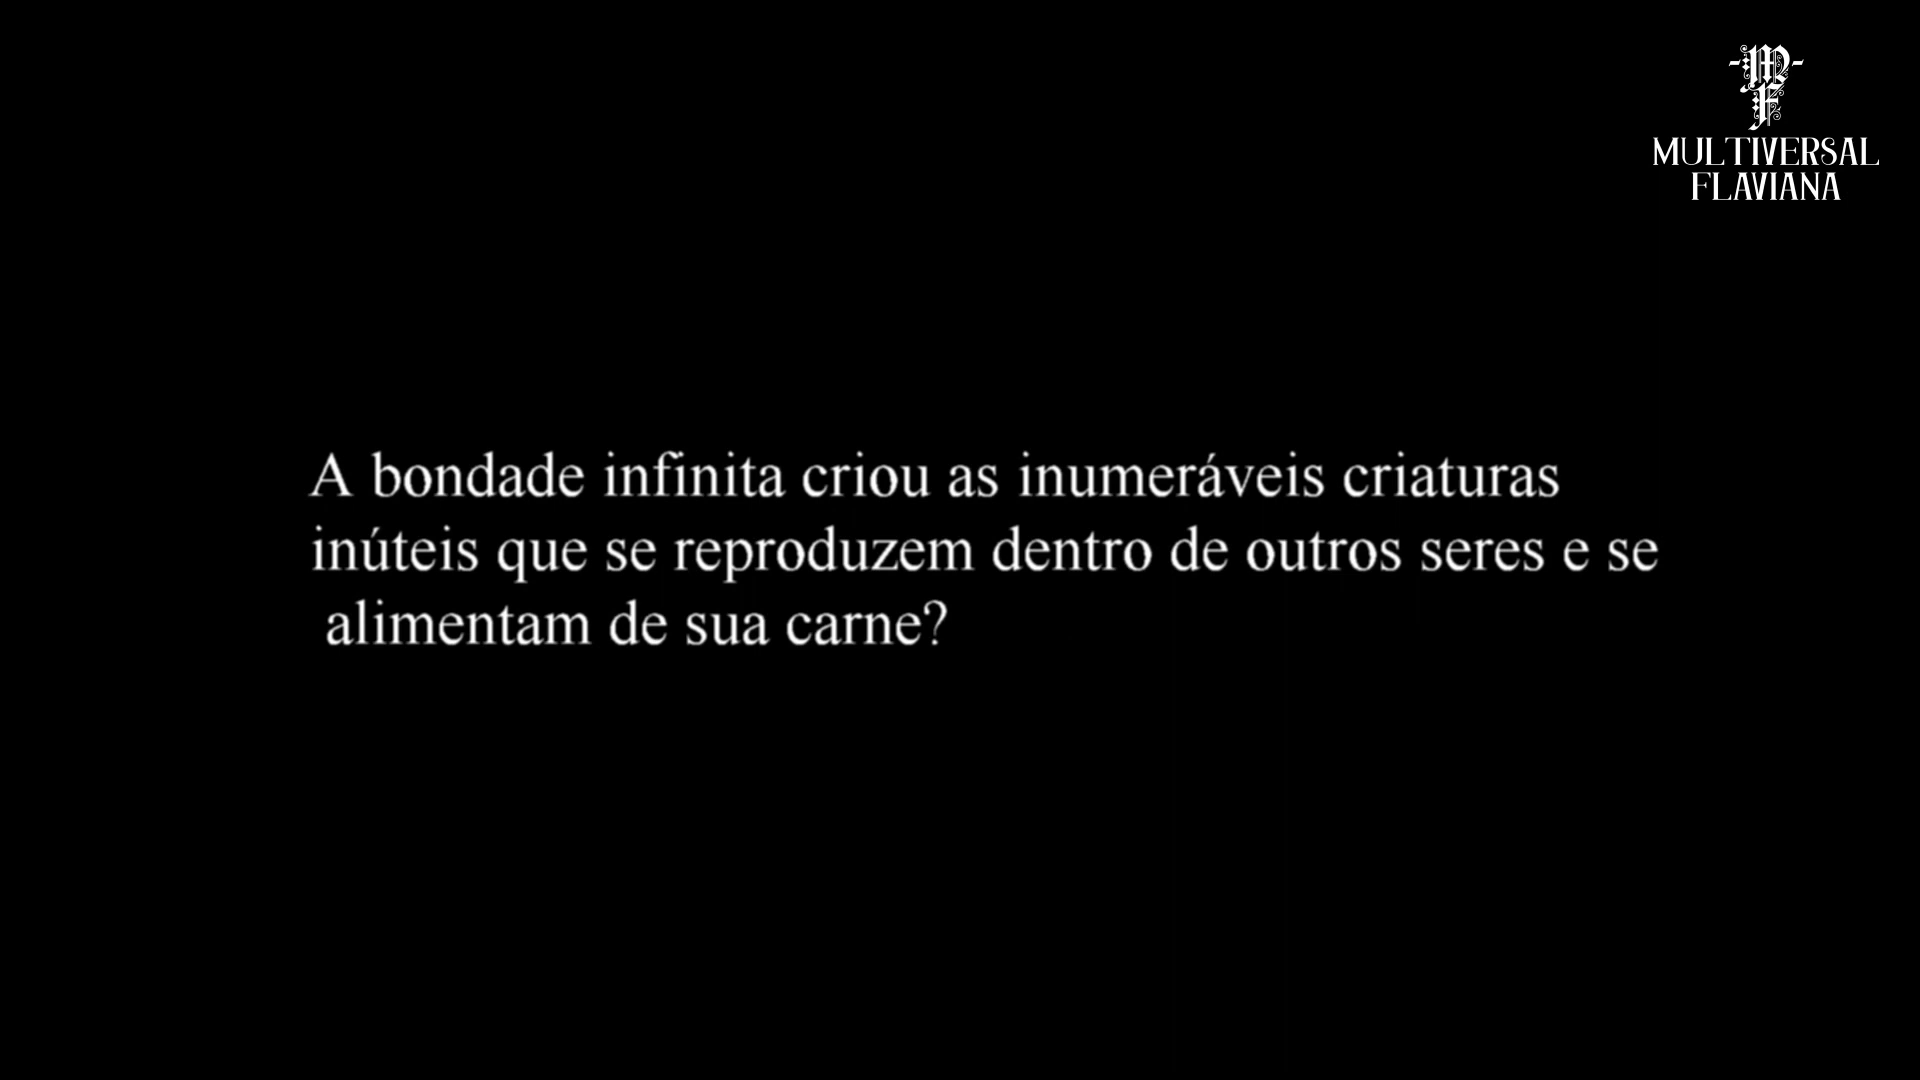 MF
MULTIVERSAL
FLAVIANA
A bondade infinita criou as inumeráveis criaturas
inúteis que se reproduzem dentro de outros seres e se
alimentam de sua carne?